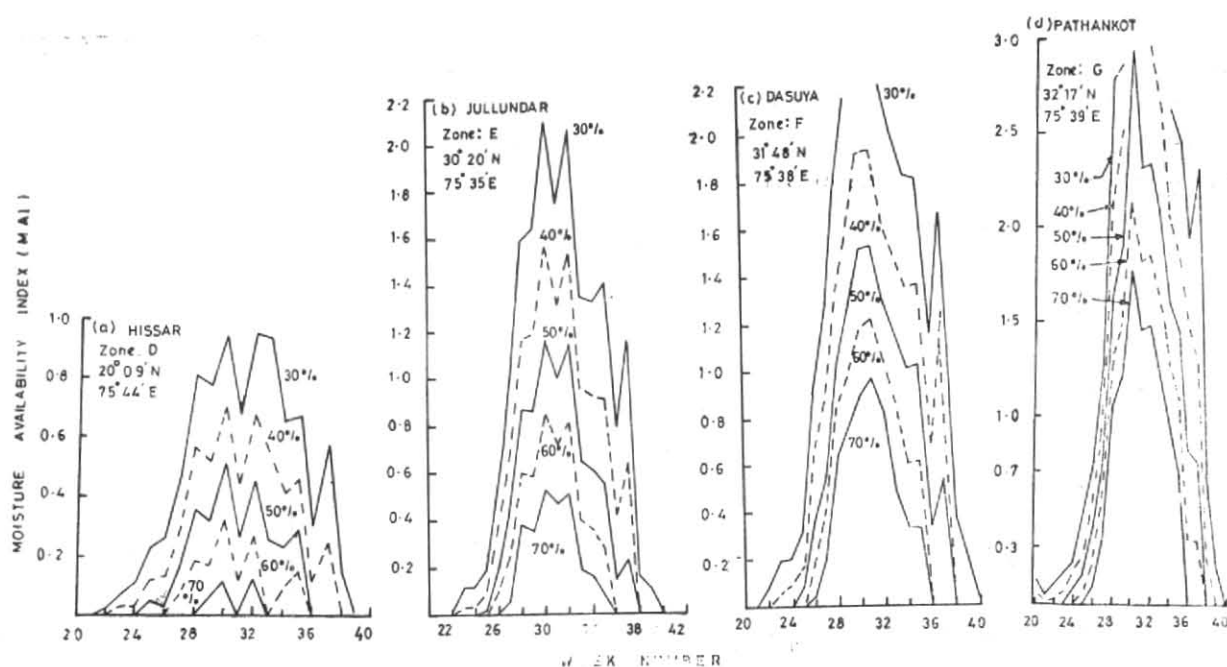 MOISTURE AVAILABILITY INDEX (MAI)
(a) HISSAR
Zone. D
20° 09' N
75° 44' E
1.0
0.8
0.6
0.4
0.2
30%
40%
50%
60%
70
%
20 24 28 32 36 40
(b) JULLUNDAR
Zone: E
30° 20' N
75° 35' E
2.2
2.0
1.8
1.6
1.4
1.2
1.0
0.8
0.6
0.4
0.2
30%
40%
50%
60%
70%
22 26 30 34 38 42
(c) DASUYA
Zone: F
31° 48' N
75° 38' E
2.2
2.0
1.8
1.6
1.4
1.2
1.0
0.8
0.6
0.4
0.2
30%
40%
50%
60%
70%
20 24 28 32 36 40
(d) PATHANKOT
Zone: G
32° 17' N
75° 39' E
3.0
2.5
2.0
1.5
1.0
0.7
0.3
30%
40%
50%
60%
70%
20 24 28 32 36 40
WEEK NUMBER